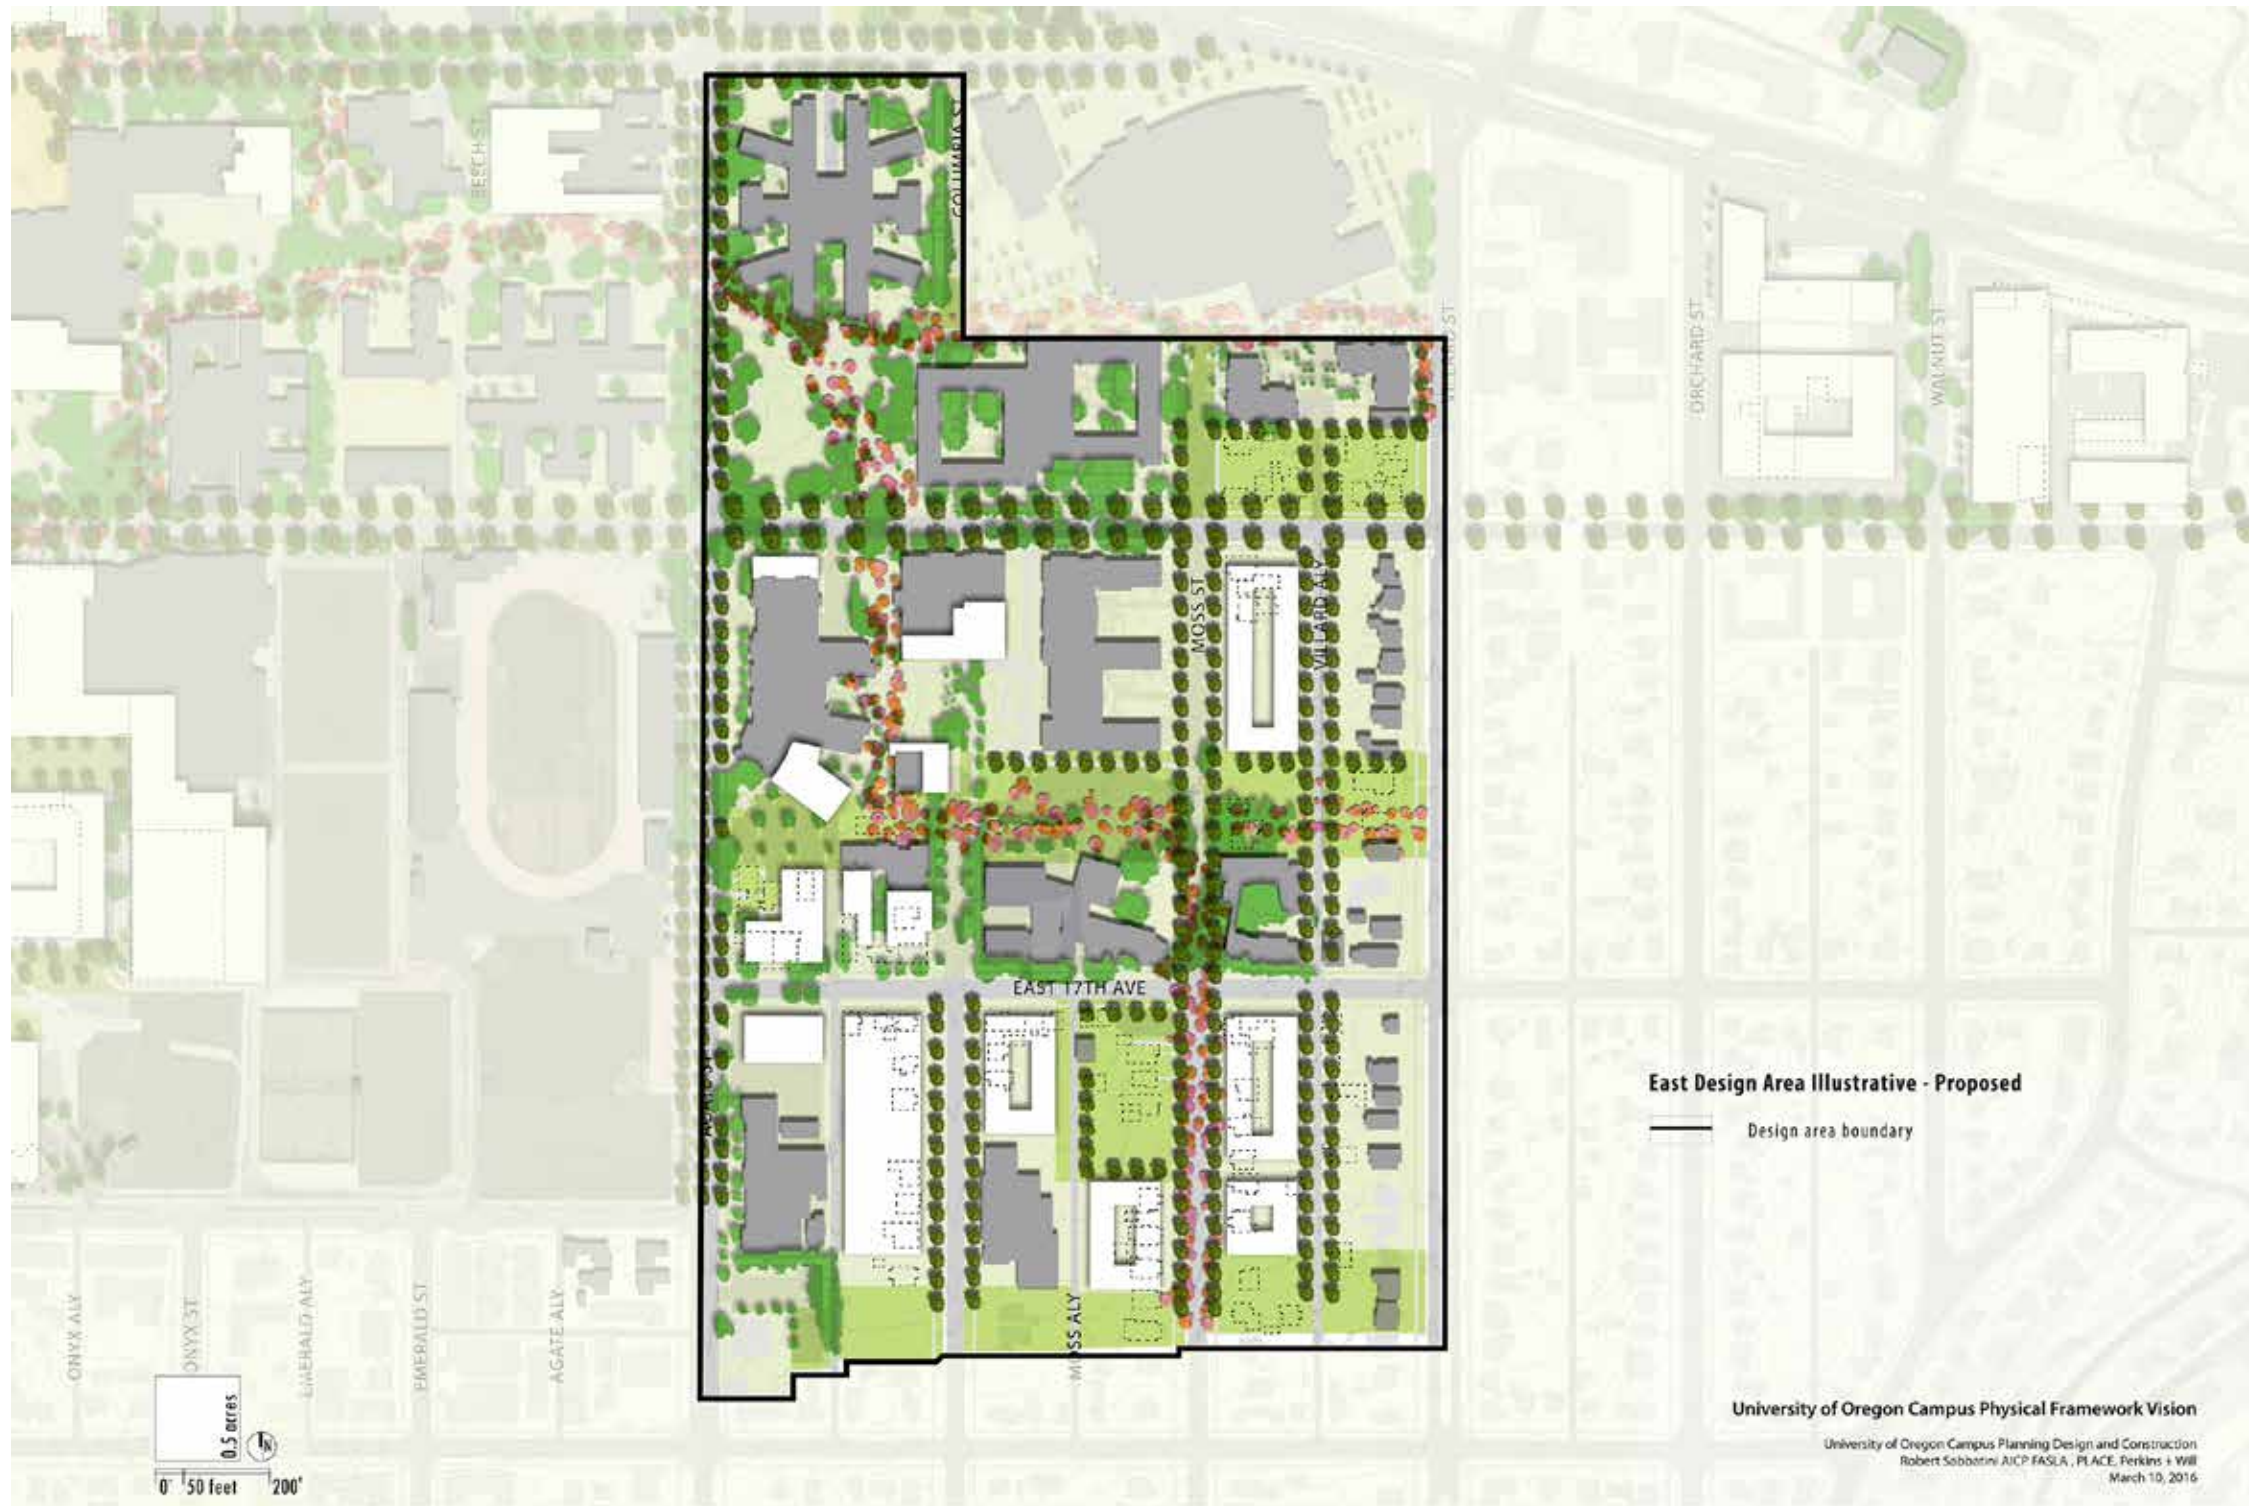 BEECH ST
COLUMBIA ST
ORCHARD ST
WALNUT ST
MOSS ST
VILLARD ALY
EAST 17TH AVE
AGATE ST
MOSS ALY
ONYX ALY
ONYX ST
EMERALD ALY
EMERALD ST
AGATE ALY
East Design Area Illustrative - Proposed
Design area boundary
0.5 acres
N
0' 50 feet 200'
University of Oregon Campus Physical Framework Vision
University of Oregon Campus Planning Design and Construction
Robert Sabbatini AICP FASLA, PLACE, Perkins + Will
March 10, 2016